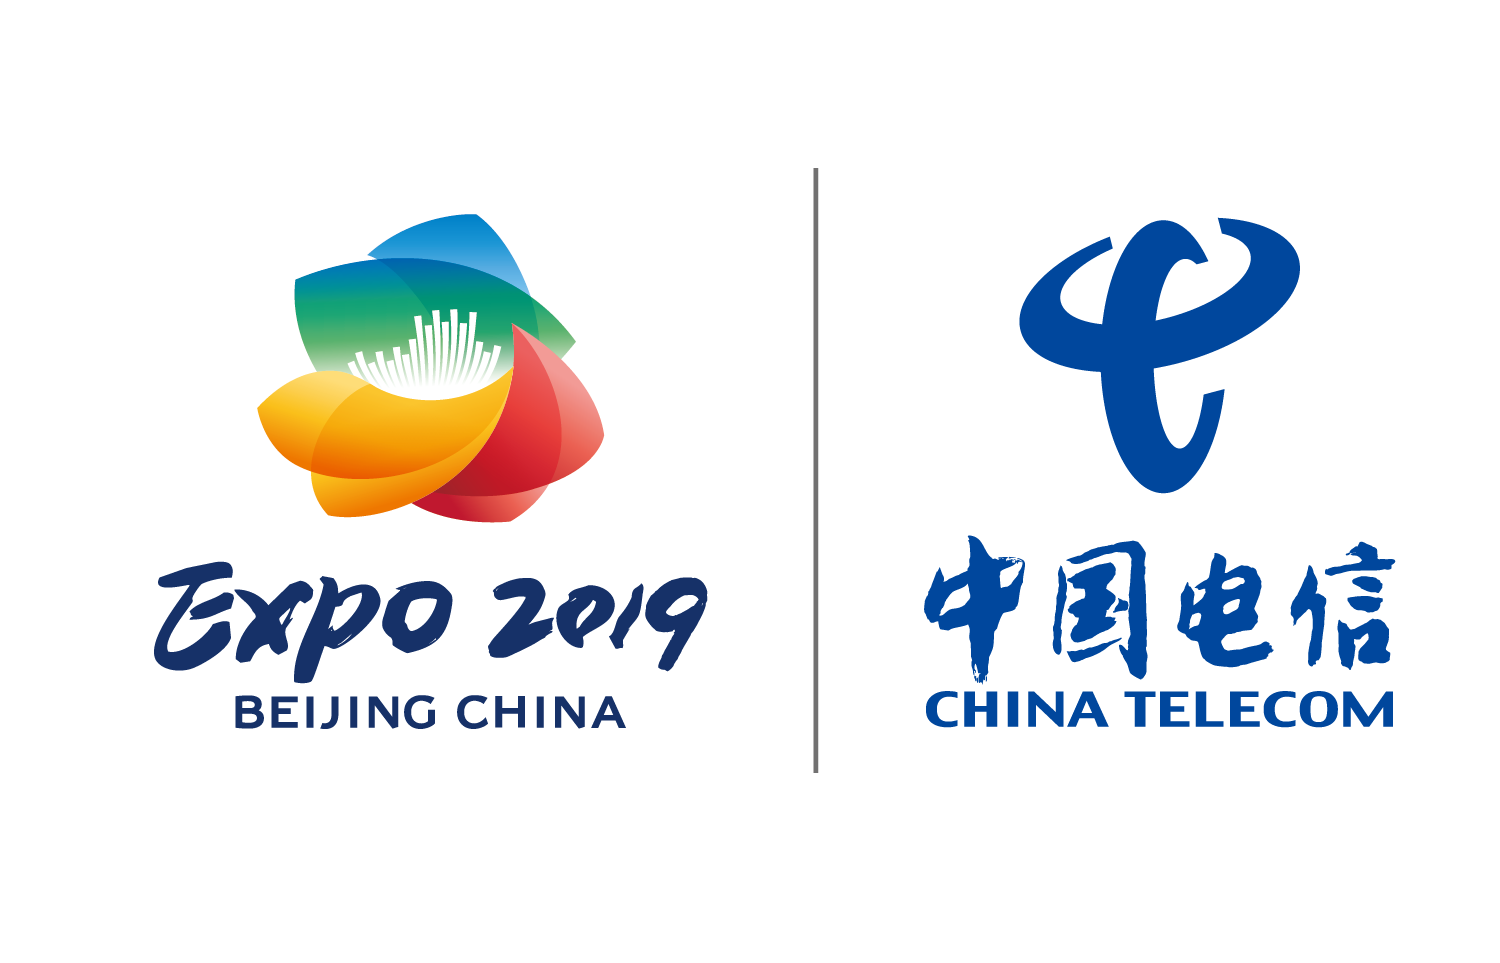 Expo 2019
BEIJING CHINA
中国电信
CHINA TELECOM